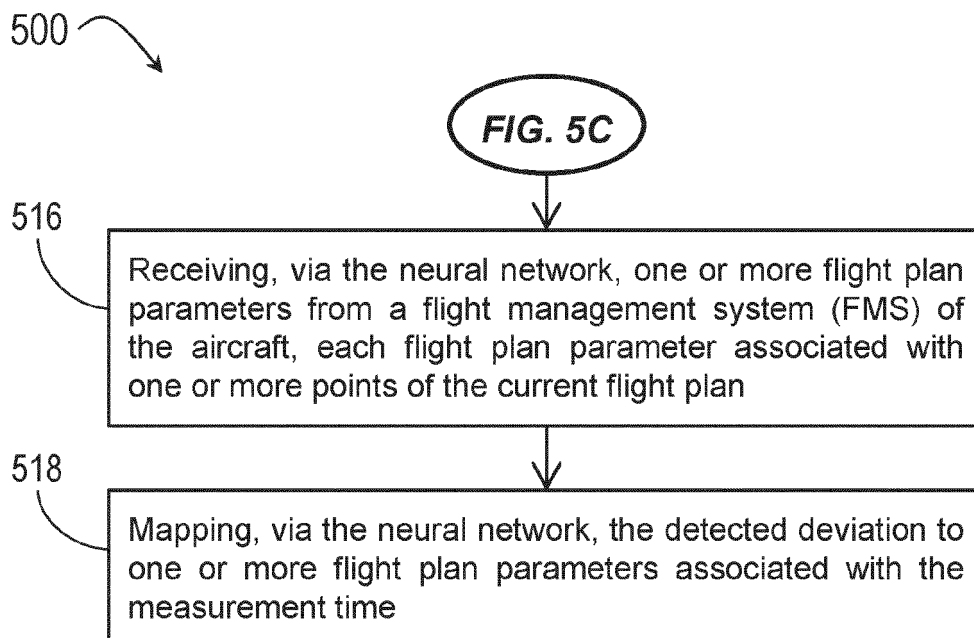 500
FIG. 5C
516
Receiving, via the neural network, one or more flight plan
parameters from a flight management system (FMS) of
the aircraft, each flight plan parameter associated with
one or more points of the current flight plan
518
Mapping, via the neural network, the detected deviation to
one or more flight plan parameters associated with the
measurement time